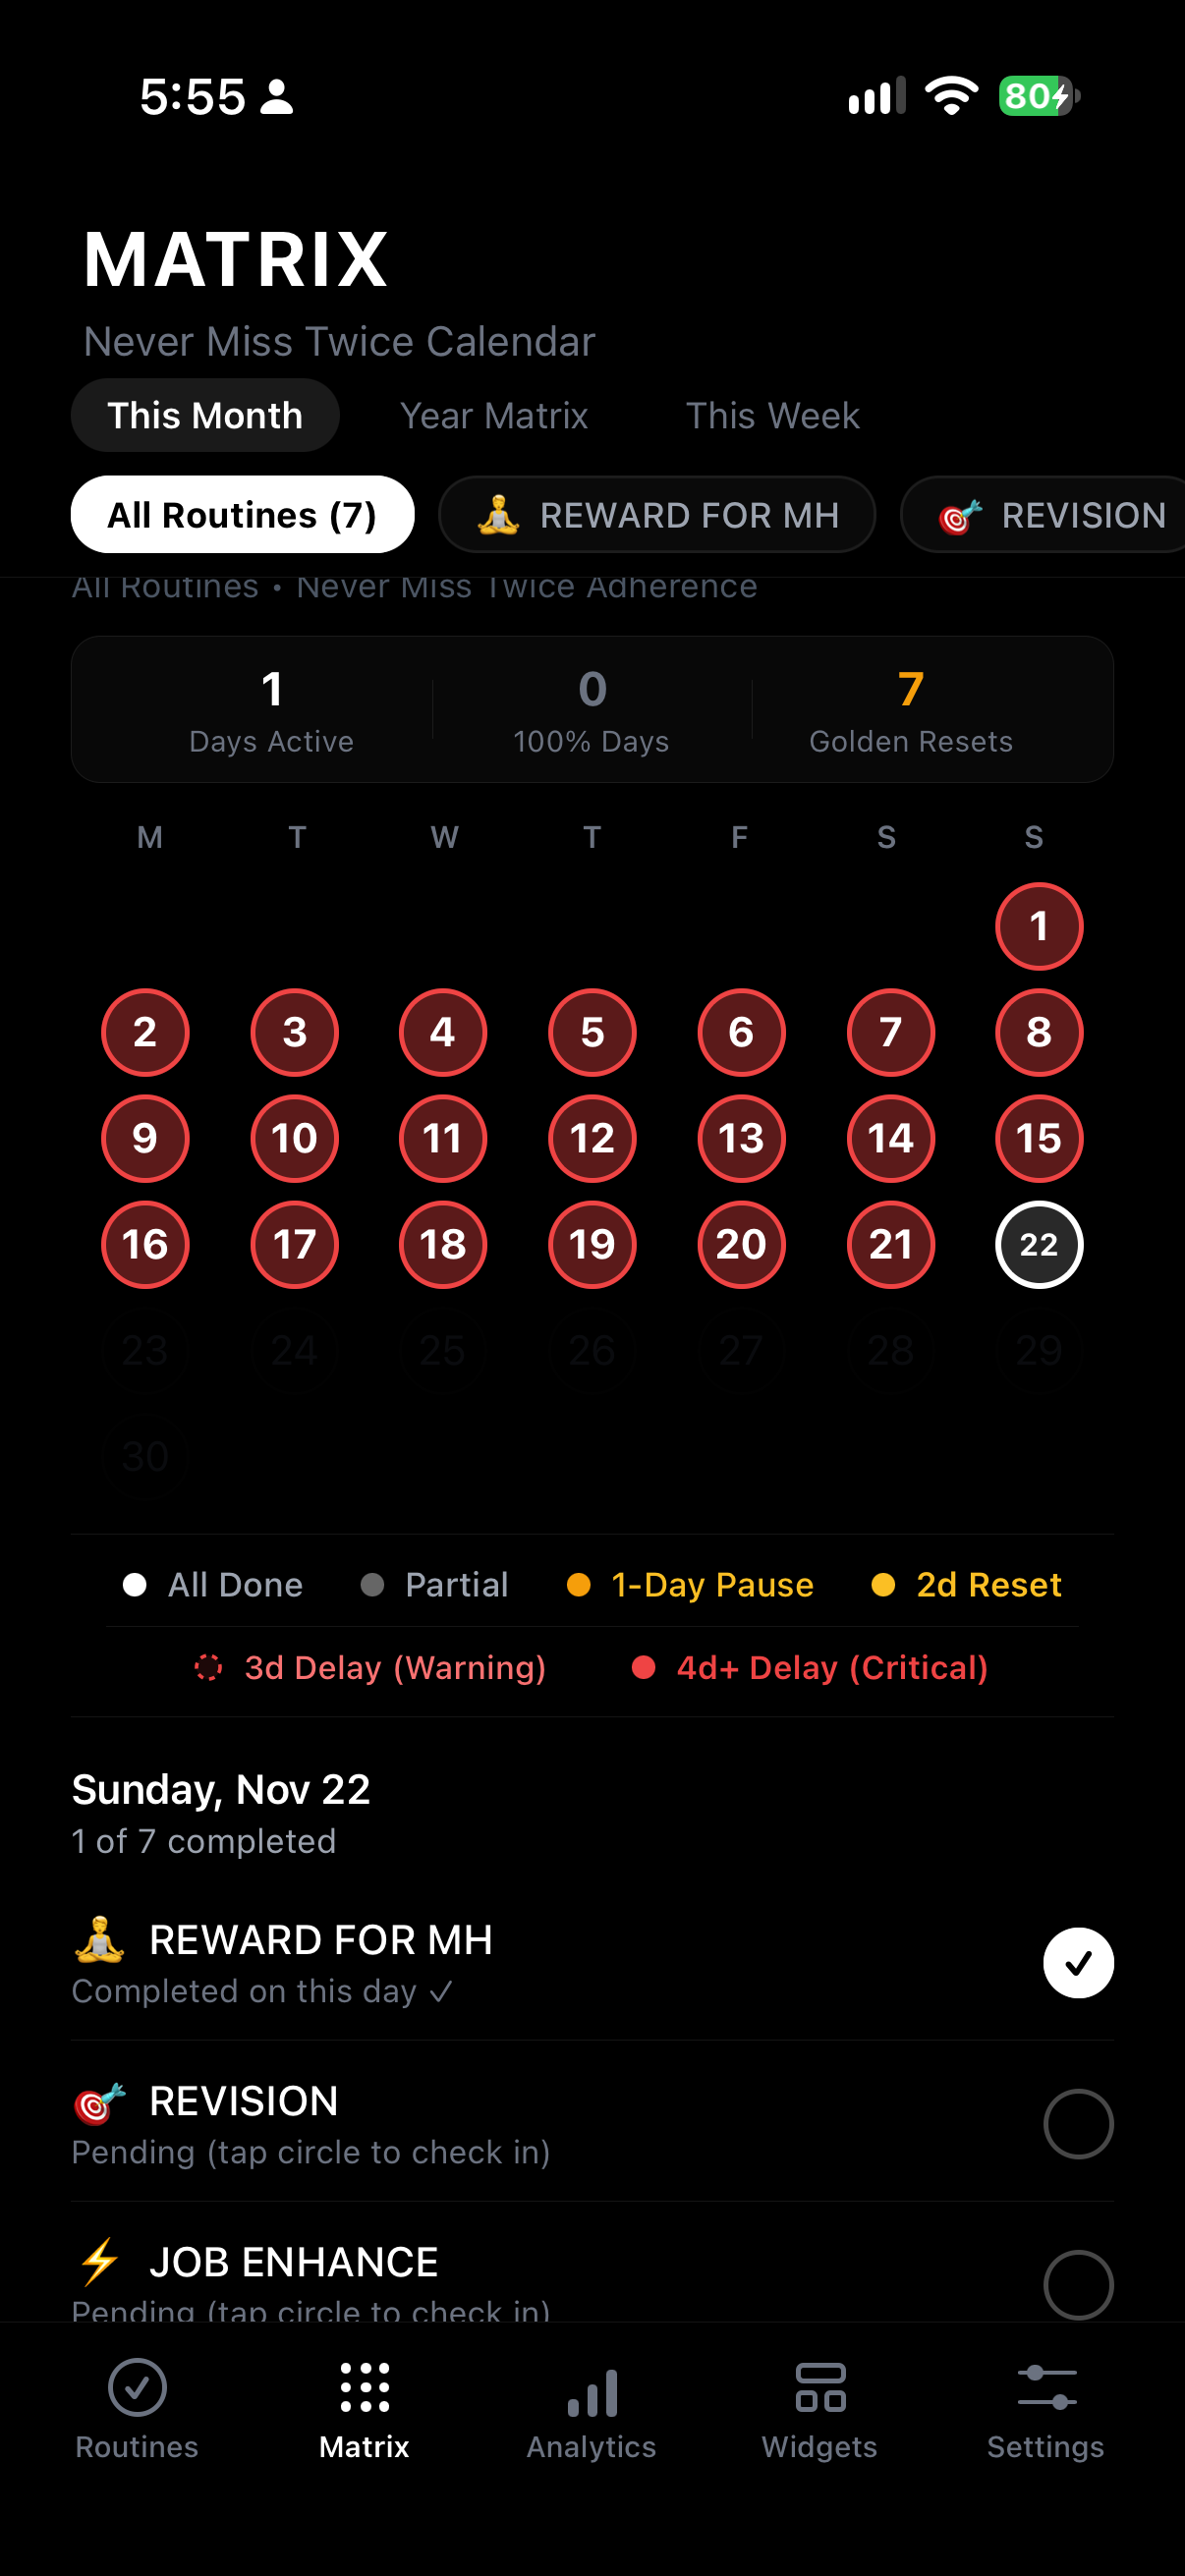 5:55
80
MATRIX
Never Miss Twice Calendar
This Month Year Matrix This Week
All Routines (7) REWARD FOR MH REVISION
All Routines • Never Miss Twice Adherence
1 0 7
Days Active 100% Days Golden Resets
M T W T F S S
1
2 3 4 5 6 7 8
9 10 11 12 13 14 15
16 17 18 19 20 21 22
23 24 25 26 27 28 29
30
All Done Partial 1-Day Pause 2d Reset
3d Delay (Warning) 4d+ Delay (Critical)
Sunday, Nov 22
1 of 7 completed
REWARD FOR MH
Completed on this day ✓
REVISION
Pending (tap circle to check in)
JOB ENHANCE
Pending (tap circle to check in)
Routines Matrix Analytics Widgets Settings